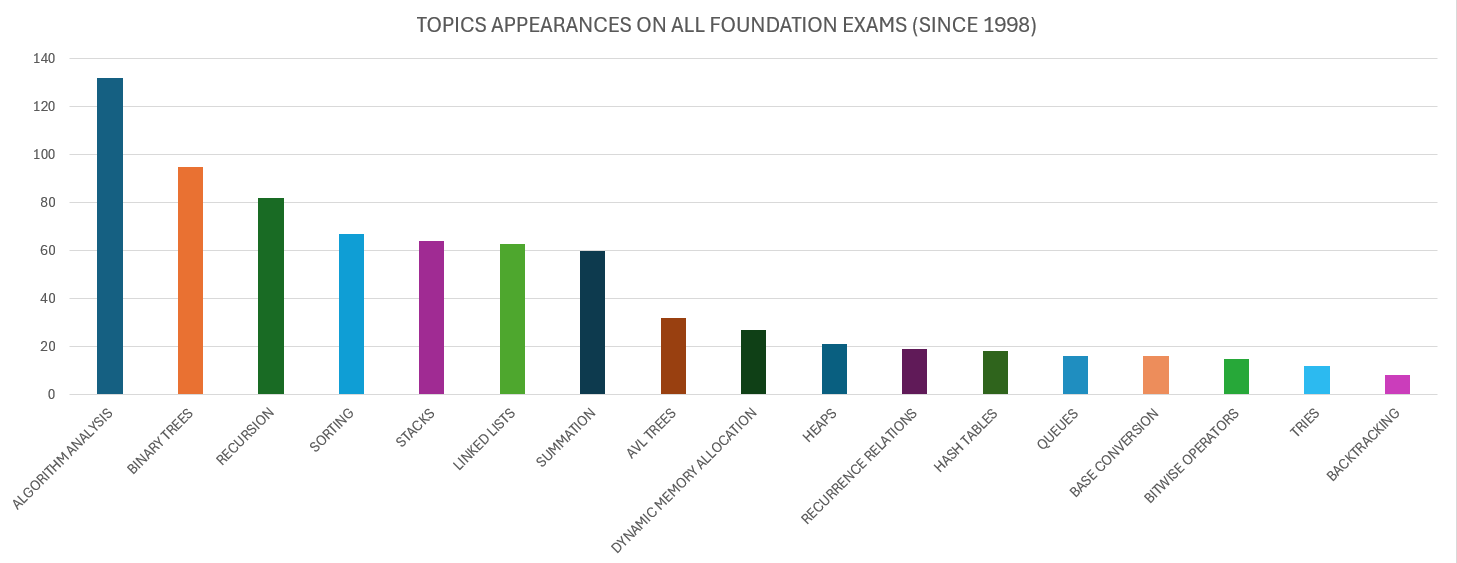 TOPICS APPEARANCES ON ALL FOUNDATION EXAMS (SINCE 1998)
140
120
100
80
60
40
20
0
ALGORITHM ANALYSIS
BINARY TREES
RECURSION
SORTING
STACKS
LINKED LISTS
SUMMATION
AVL TREES
DYNAMIC MEMORY ALLOCATION
HEAPS
RECURRENCE RELATIONS
HASH TABLES
QUEUES
BASE CONVERSION
BITWISE OPERATORS
TRIES
BACKTRACKING